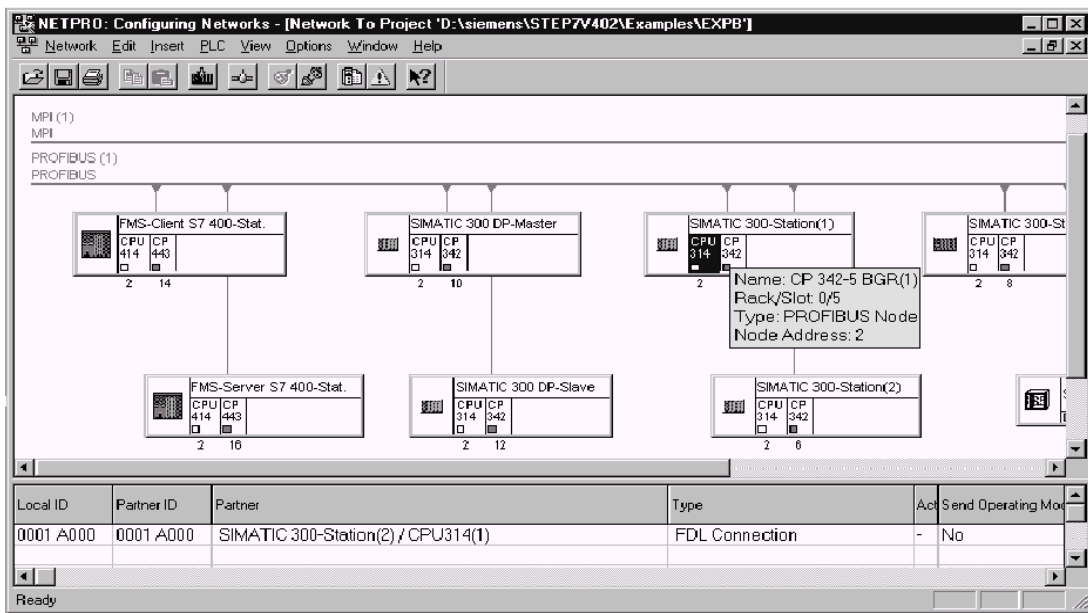 NETPRO: Configuring Networks - [Network To Project 'D:\siemens\STEP7V402\Examples\EXPB']
Network Edit Insert PLC View Options Window Help
MPI (1)
MPI
PROFIBUS (1)
PROFIBUS
FMS-Client S7 400-Stat.
CPU CP
414 443
2 14
SIMATIC 300 DP-Master
CPU CP
314 342
2 10
SIMATIC 300-Station(1)
CPU CP
314 342
2
SIMATIC 300-St
CPU CP
314 342
2 8
Name: CP 342-5 BGR(1)
Rack/Slot: 0/5
Type: PROFIBUS Node
Node Address: 2
FMS-Server S7 400-Stat.
CPU CP
414 443
2 16
SIMATIC 300 DP-Slave
CPU CP
314 342
2 12
SIMATIC 300-Station(2)
CPU CP
314 342
2 6
Local ID Partner ID Partner Type Act Send Operating Mod
0001 A000 0001 A000 SIMATIC 300-Station(2) / CPU314(1) FDL Connection - No
Ready